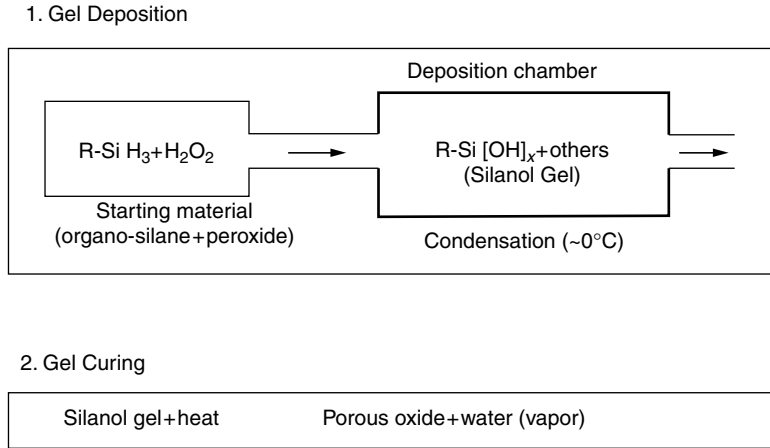 1. Gel Deposition
Deposition chamber
R-Si H₃+H₂O₂
R-Si [OH]ₓ+others
(Silanol Gel)
Starting material
(organo-silane+peroxide)
Condensation (~0°C)
2. Gel Curing
Silanol gel+heat
Porous oxide+water (vapor)